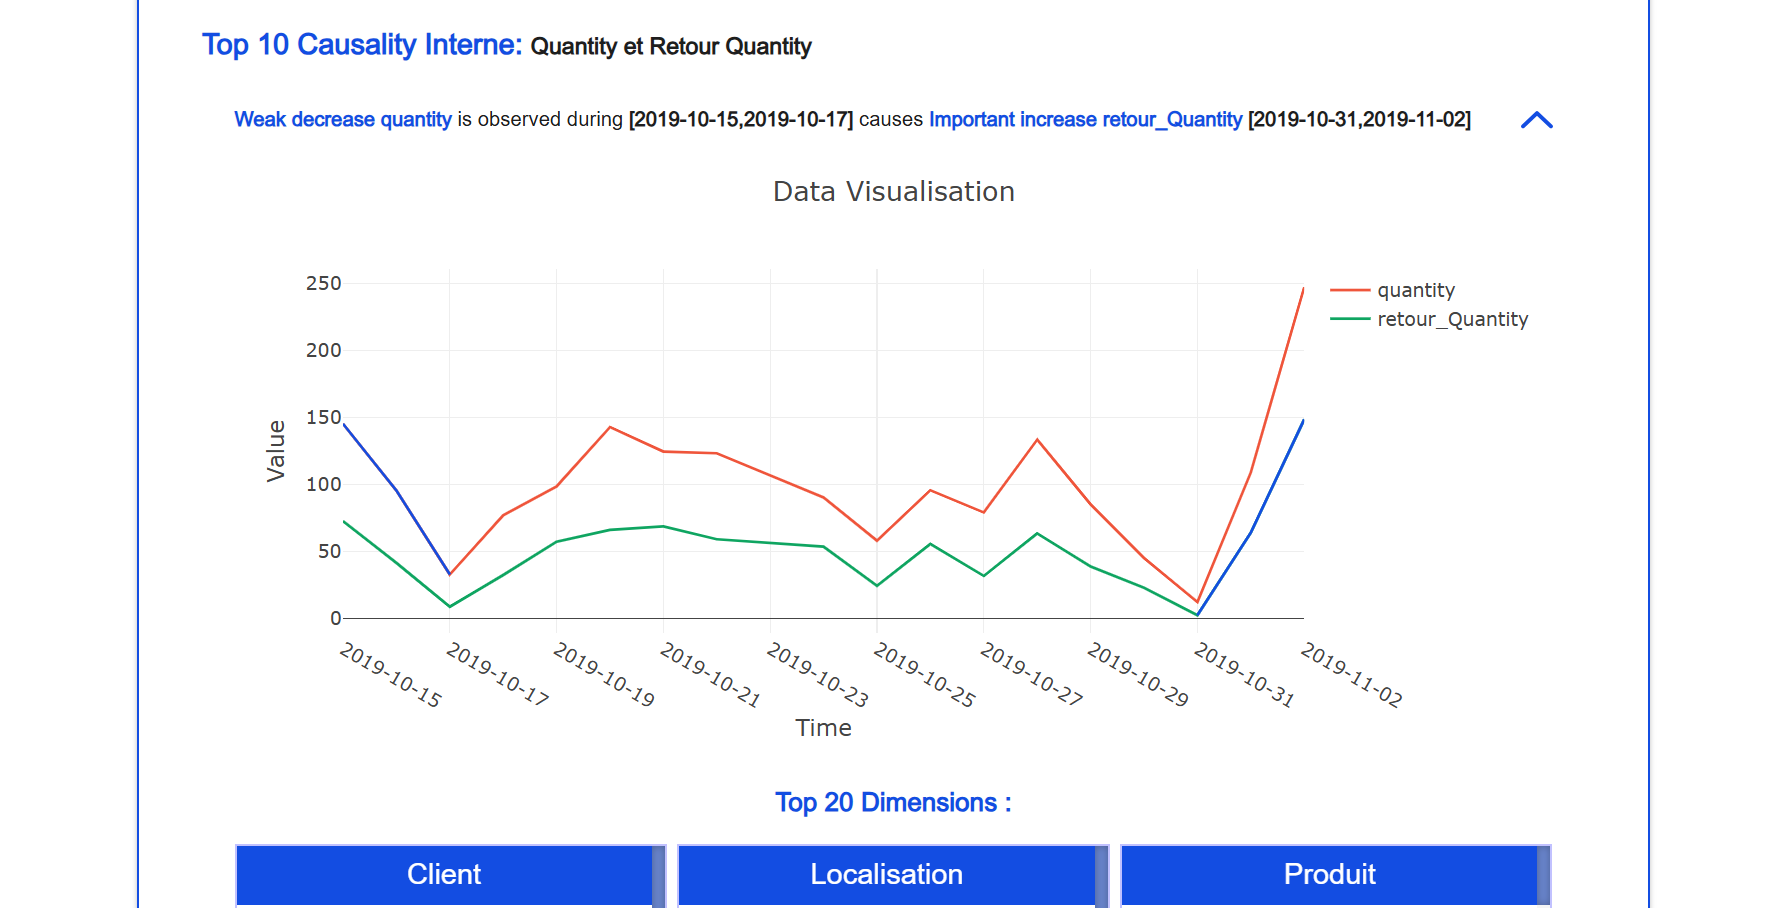 Top 10 Causality Interne: Quantity et Retour Quantity
Weak decrease quantity is observed during [2019-10-15,2019-10-17] causes Important increase retour_Quantity [2019-10-31,2019-11-02]
Data Visualisation
250
200
150
100
50
0
Value
quantity
retour_Quantity
2019-10-15
2019-10-17
2019-10-19
2019-10-21
2019-10-23
2019-10-25
2019-10-27
2019-10-29
2019-10-31
2019-11-02
Time
Top 20 Dimensions :
Client
Localisation
Produit